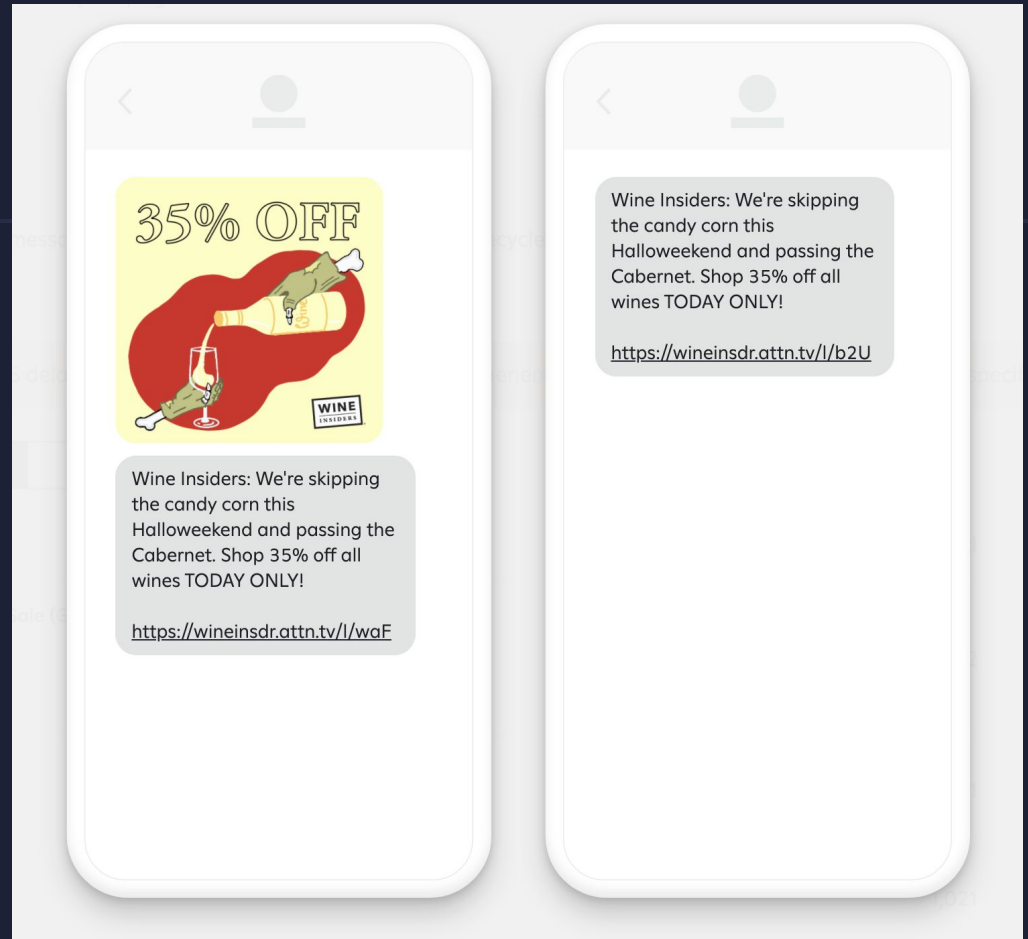 35% OFF
Wine
WINE
INSIDERS
Wine Insiders: We're skipping
the candy corn this
Halloweekend and passing the
Cabernet. Shop 35% off all
wines TODAY ONLY!
https://wineinsdr.attn.tv/l/waF
Wine Insiders: We're skipping
the candy corn this
Halloweekend and passing the
Cabernet. Shop 35% off all
wines TODAY ONLY!
https://wineinsdr.attn.tv/l/b2U